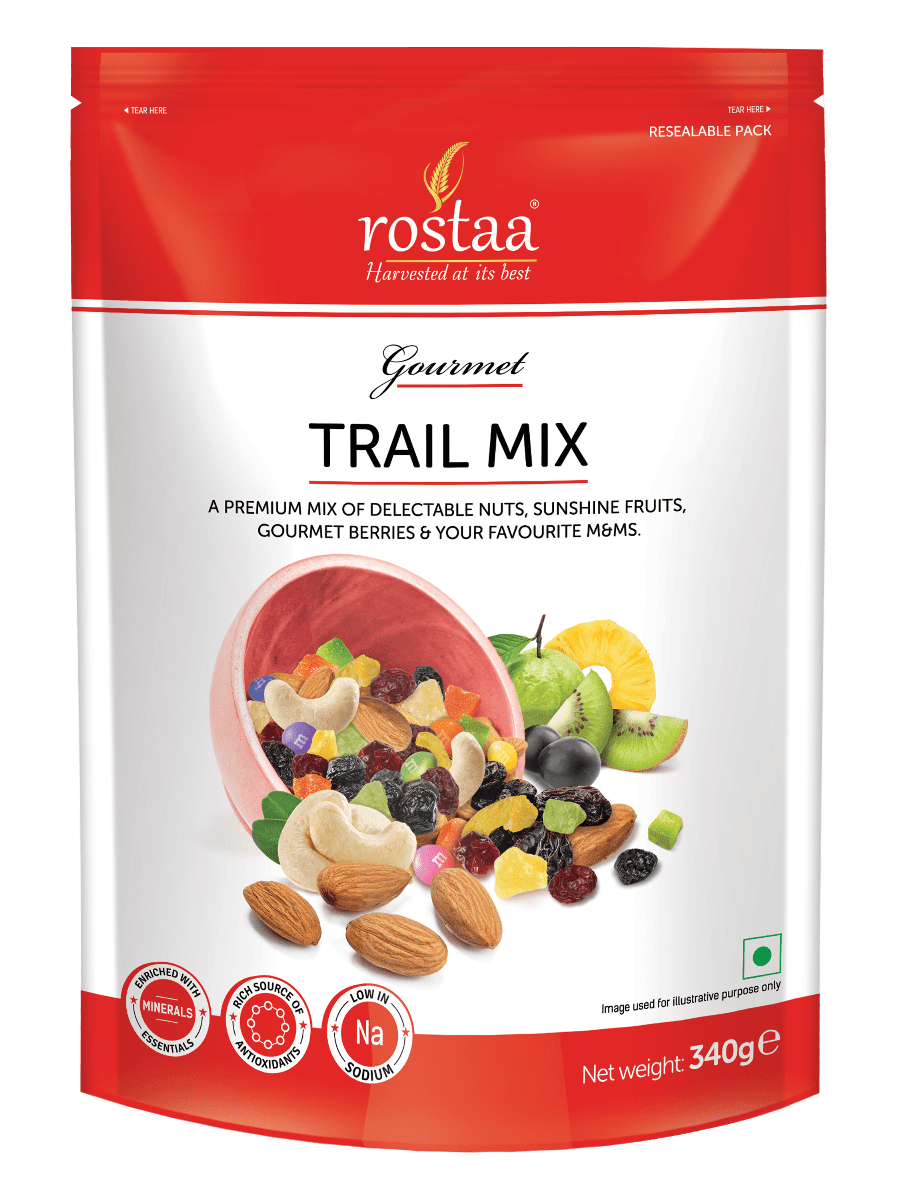 ◄ TEAR HERE
TEAR HERE ►
RESEALABLE PACK
rostaa®
Harvested at its best
Gourmet
TRAIL MIX
A PREMIUM MIX OF DELECTABLE NUTS, SUNSHINE FRUITS,
GOURMET BERRIES & YOUR FAVOURITE M&MS.
m
m
m
Image used for illustrative purpose only
ENRICHED WITH
MINERALS
ESSENTIALS
RICH SOURCE OF
ANTIOXIDANTS
LOW IN
Na
SODIUM
Net weight: 340g℮